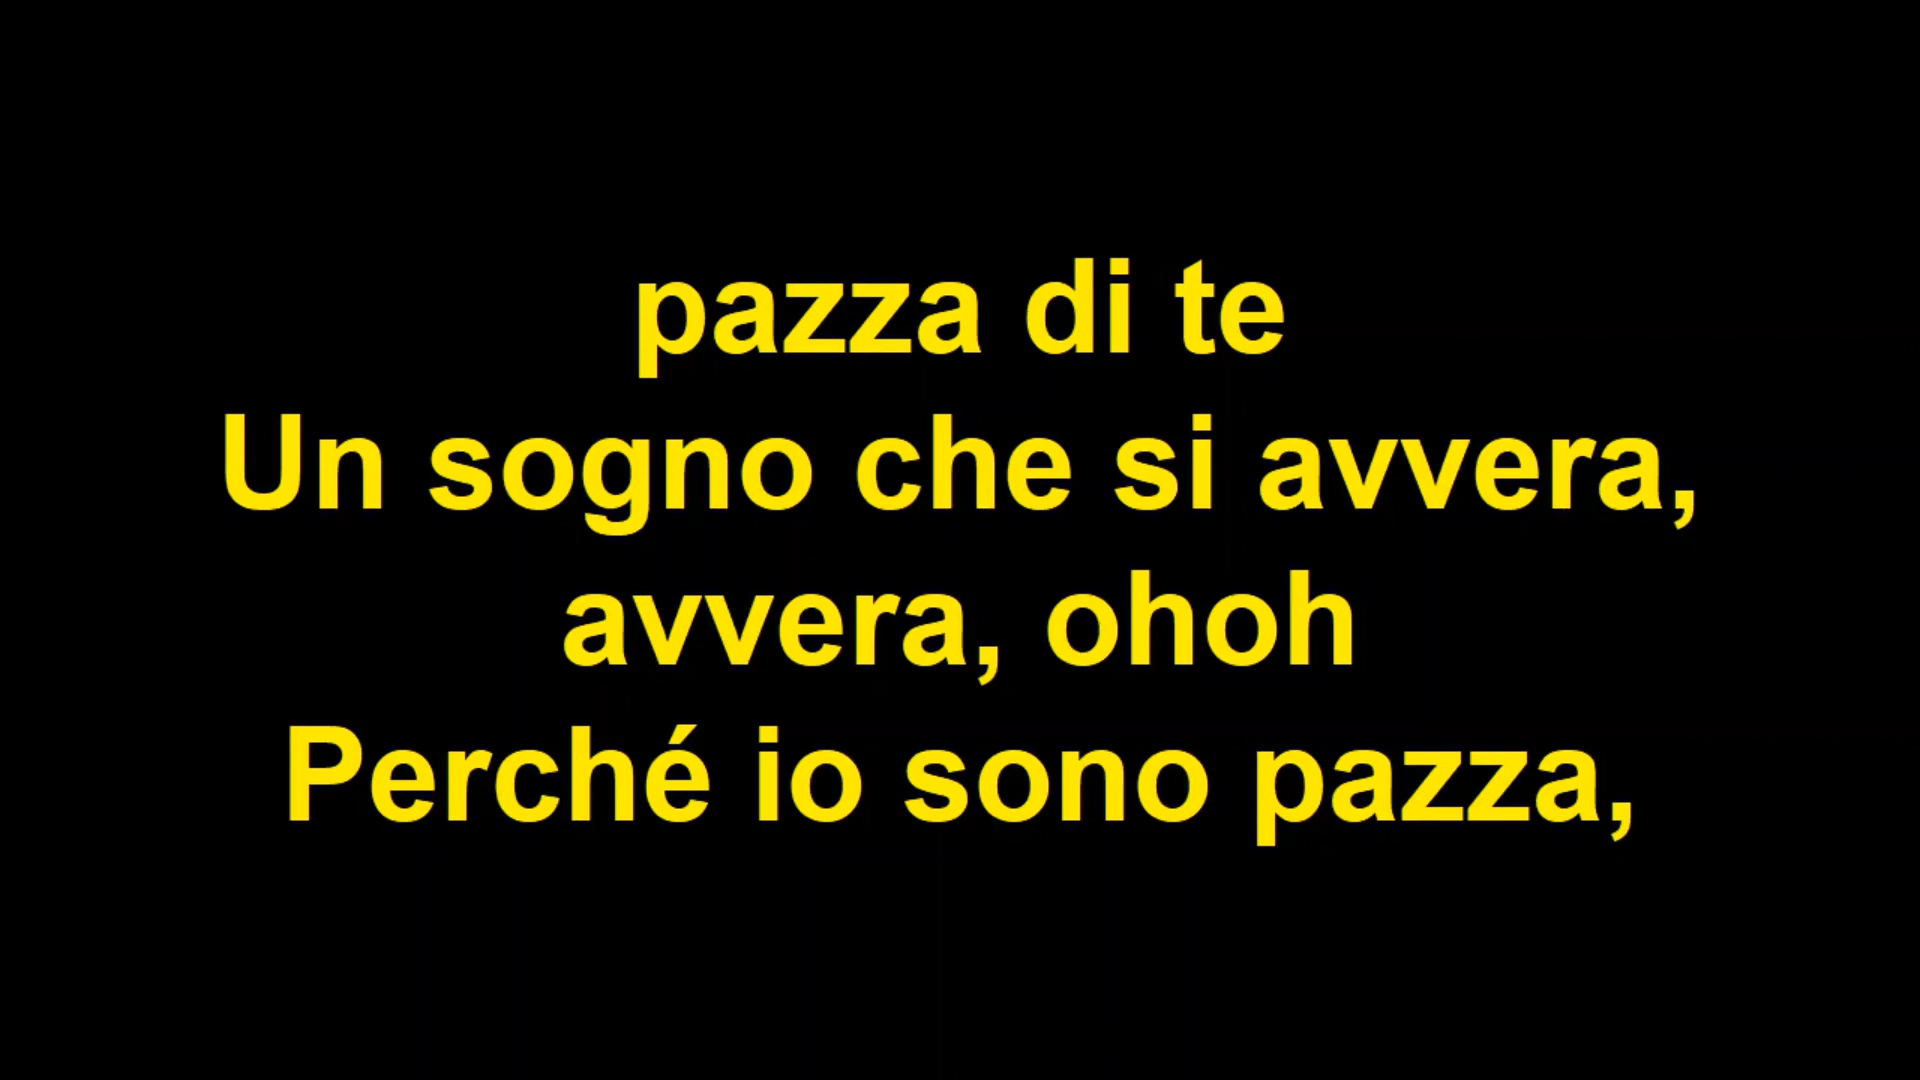 pazza di te
Un sogno che si avvera,
avvera, ohoh
Perché io sono pazza,